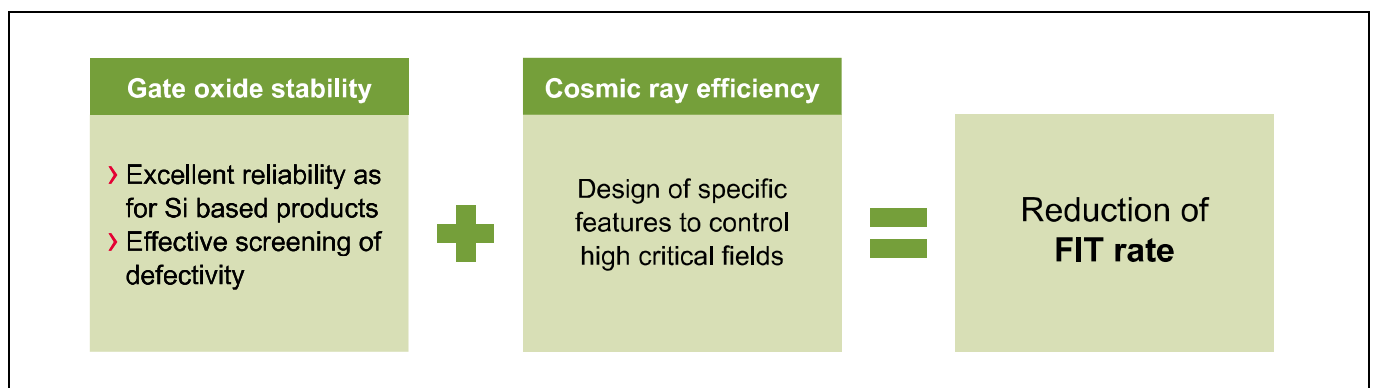 Gate oxide stability
› Excellent reliability as
for Si based products
› Effective screening of
defectivity
Cosmic ray efficiency
Design of specific
features to control
high critical fields
Reduction of
FIT rate